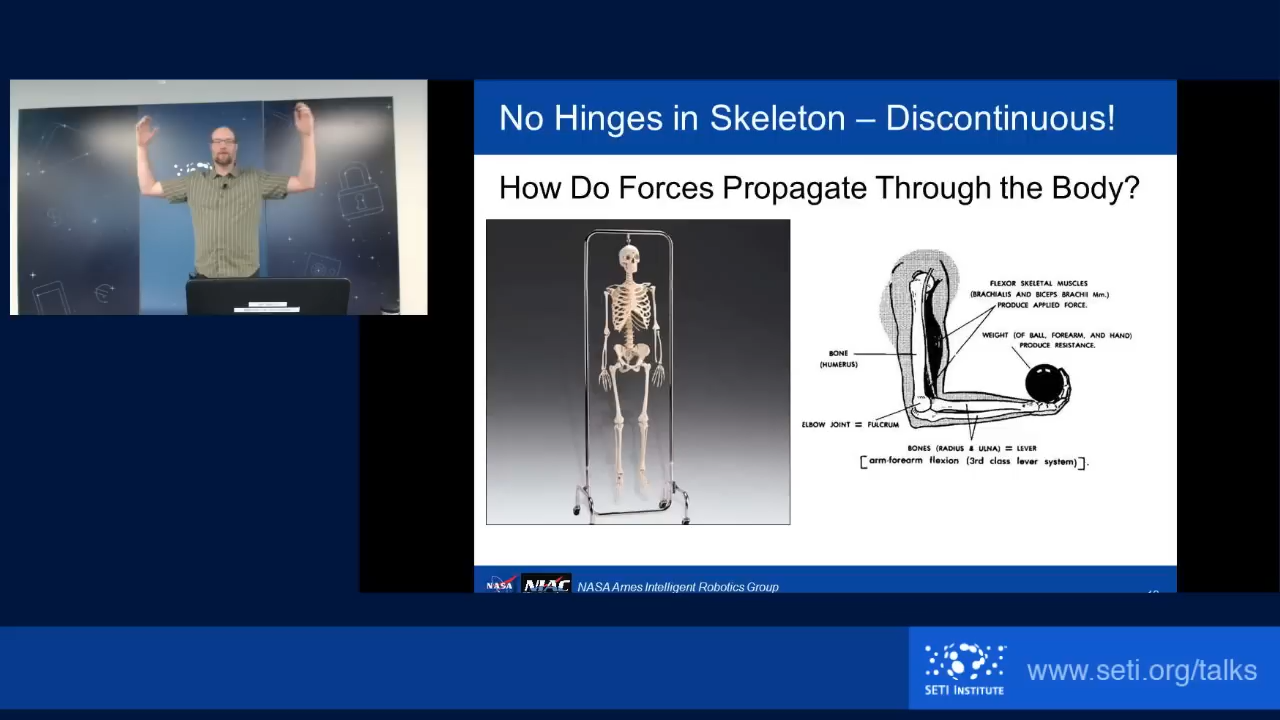 No Hinges in Skeleton – Discontinuous!
How Do Forces Propagate Through the Body?
FLEXOR SKELETAL MUSCLES
(BRACHIALIS AND BICEPS BRACHII Mm.)
PRODUCE APPLIED FORCE.
WEIGHT (OF BALL, FOREARM, AND HAND)
PRODUCE RESISTANCE.
BONE
(HUMERUS)
ELBOW JOINT = FULCRUM
BONES (RADIUS & ULNA) = LEVER
[arm-forearm flexion (3rd class lever system)].
NASA
NIAC
NASA Ames Intelligent Robotics Group
SETI INSTITUTE
www.seti.org/talks